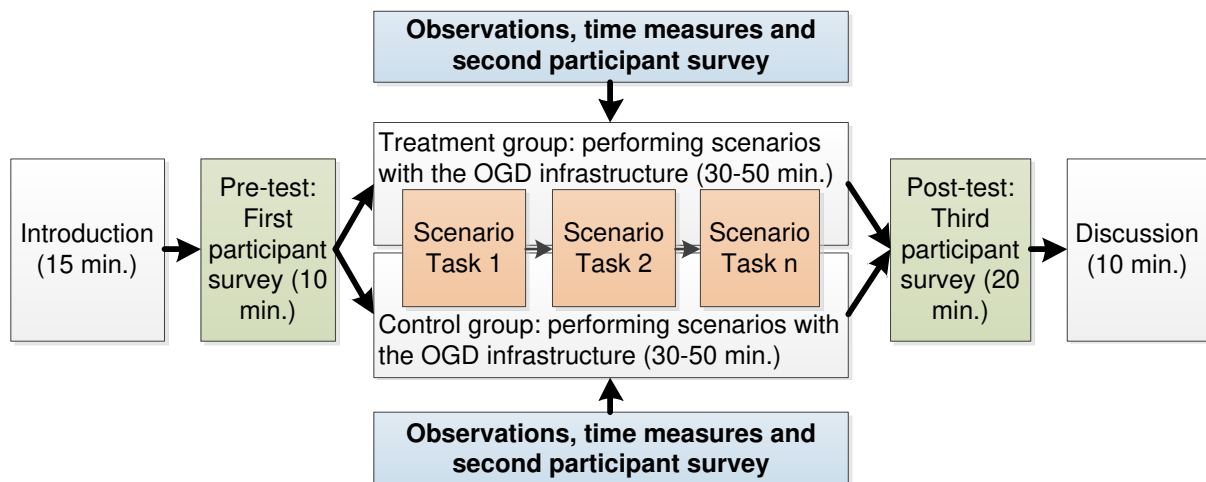 Observations, time measures and
second participant survey
Introduction
(15 min.)
Pre-test:
First
participant
survey (10
min.)
Treatment group: performing scenarios
with the OGD infrastructure (30-50 min.)
Scenario
Task 1
Scenario
Task 2
Scenario
Task n
Control group: performing scenarios with
the OGD infrastructure (30-50 min.)
Post-test:
Third
participant
survey (20
min.)
Discussion
(10 min.)
Observations, time measures and
second participant survey